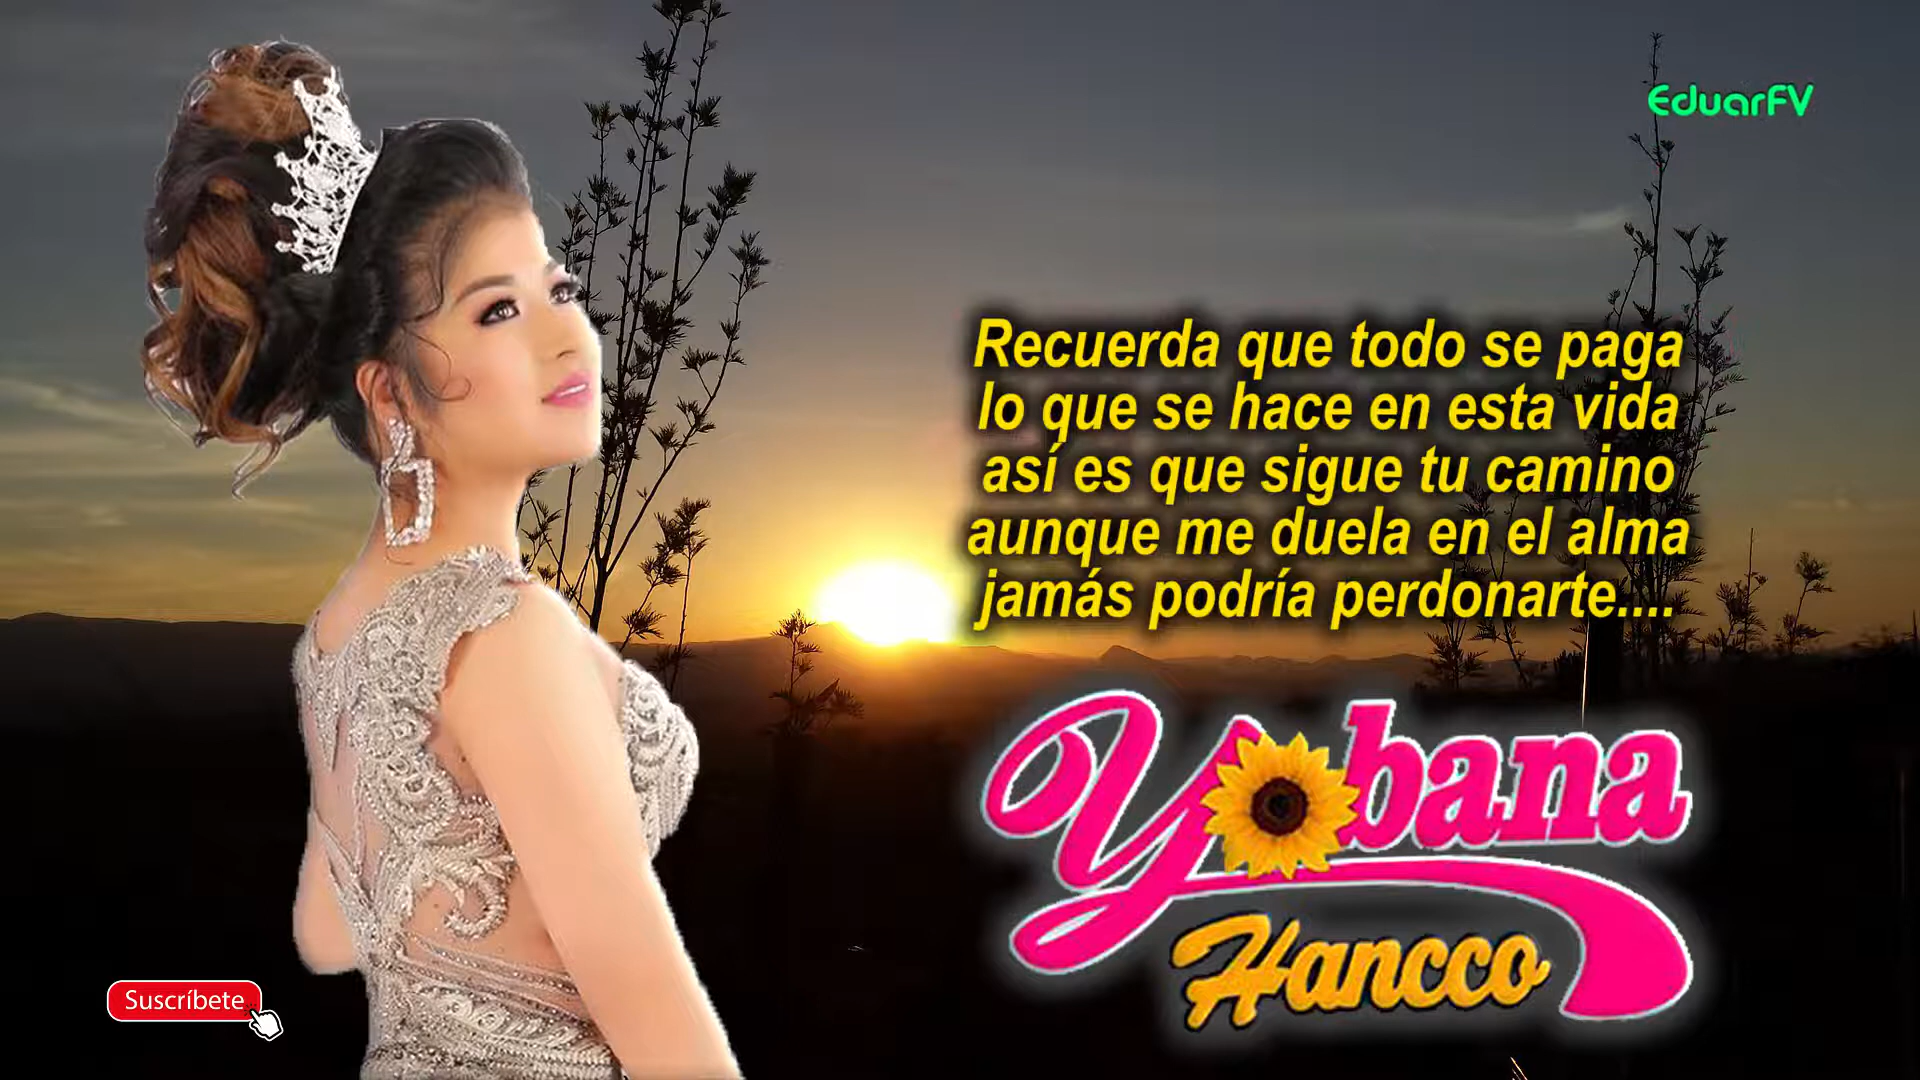 EduarFV
Recuerda que todo se paga
lo que se hace en esta vida
así es que sigue tu camino
aunque me duela en el alma
jamás podría perdonarte....
Yobana
Hancco
Suscríbete